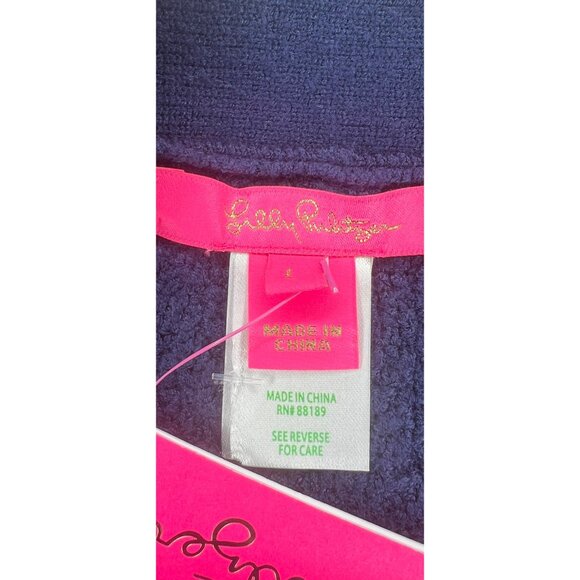 Lilly Pulitzer
MADE IN
CHINA
MADE IN CHINA
RN# 88189
SEE REVERSE
FOR CARE